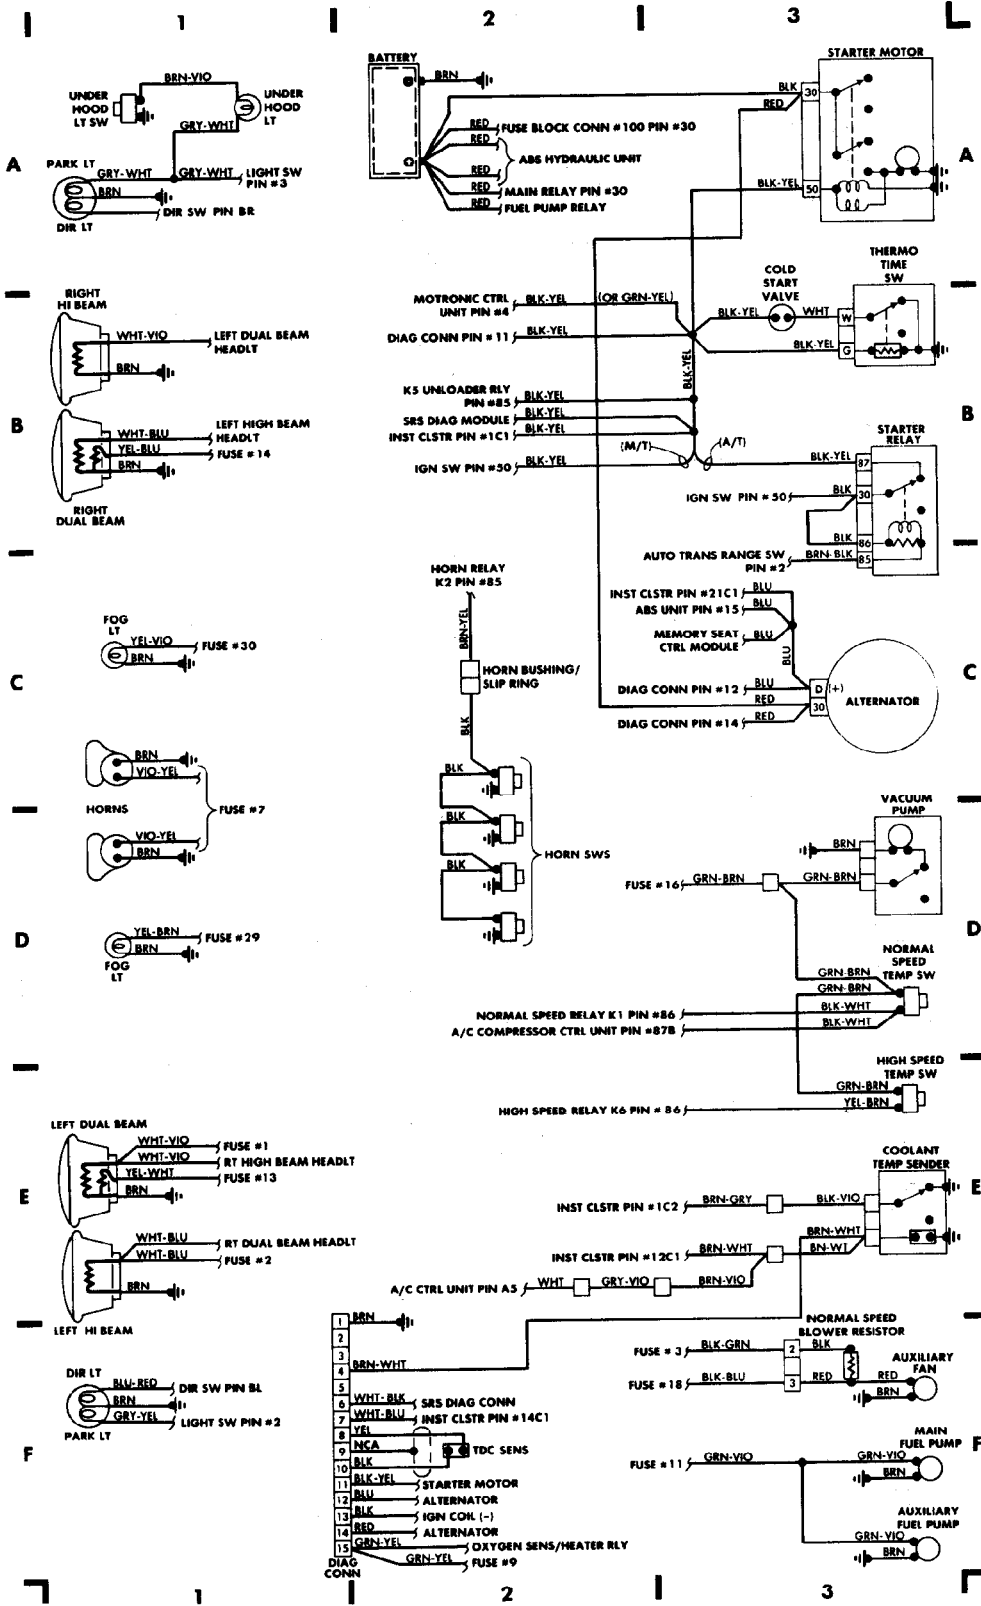 1
2
3
A
A
BRN-VIO
UNDER
HOOD
LT SW
UNDER
HOOD
LT
GRY-WHT
PARK LT
GRY-WHT
GRY-WHT
LIGHT SW
PIN #3
BRN
DIR SW PIN BR
DIR LT
BATTERY
BRN
RED
FUSE BLOCK CONN #100 PIN #30
RED
ABS HYDRAULIC UNIT
RED
RED
MAIN RELAY PIN #30
RED
FUEL PUMP RELAY
STARTER MOTOR
BLK
30
RED
BLK-YEL
50
RIGHT
HI BEAM
WHT-VIO
LEFT DUAL BEAM
HEADLT
BRN
B
B
WHT-BLU
LEFT HIGH BEAM
HEADLT
YEL-BLU
FUSE #14
BRN
RIGHT
DUAL BEAM
MOTRONIC CTRL
UNIT PIN #4
BLK-YEL
(OR GRN-YEL)
DIAG CONN PIN #11
BLK-YEL
COLD
START
VALVE
THERMO
TIME
SW
BLK-YEL
WHT
W
BLK-YEL
G
BLK-YEL
K5 UNLOADER RLY
PIN #85
BLK-YEL
SRS DIAG MODULE
BLK-YEL
INST CLSTR PIN #1C1
BLK-YEL
(M/T)
(A/T)
IGN SW PIN #50
BLK-YEL
STARTER
RELAY
BLK-YEL
87
IGN SW PIN #50
BLK
30
BLK
86
AUTO TRANS RANGE SW
PIN #2
BRN-BLK
85
HORN RELAY
K2 PIN #85
BRN-YEL
HORN BUSHING/
SLIP RING
BLK
BLK
BLK
BLK
HORN SWS
INST CLSTR PIN #21C1
BLU
ABS UNIT PIN #15
BLU
MEMORY SEAT
CTRL MODULE
BLU
BLU
DIAG CONN PIN #12
BLU
D
(+)
RED
30
ALTERNATOR
DIAG CONN PIN #14
RED
C
C
FOG
LT
YEL-VIO
FUSE #30
BRN
BRN
VIO-YEL
HORNS
FUSE #7
VIO-YEL
BRN
D
D
YEL-BRN
FUSE #29
BRN
FOG
LT
VACUUM
PUMP
BRN
FUSE #16
GRN-BRN
GRN-BRN
NORMAL
SPEED
TEMP SW
GRN-BRN
GRN-BRN
NORMAL SPEED RELAY K1 PIN #86
BLK-WHT
A/C COMPRESSOR CTRL UNIT PIN #87B
BLK-WHT
HIGH SPEED
TEMP SW
GRN-BRN
HIGH SPEED RELAY K6 PIN #86
YEL-BRN
LEFT DUAL BEAM
WHT-VIO
FUSE #1
WHT-VIO
RT HIGH BEAM HEADLT
YEL-WHT
FUSE #13
BRN
E
E
WHT-BLU
RT DUAL BEAM HEADLT
WHT-BLU
FUSE #2
BRN
LEFT HI BEAM
COOLANT
TEMP SENDER
INST CLSTR PIN #1C2
BRN-GRY
BLK-VIO
BRN-WHT
INST CLSTR PIN #12C1
BRN-WHT
BN-WT
A/C CTRL UNIT PIN A5
WHT
GRY-VIO
BRN-VIO
DIR LT
BLU-RED
DIR SW PIN BL
BRN
GRY-YEL
LIGHT SW PIN #2
PARK LT
F
F
1
BRN
2
3
4
BRN-WHT
5
6
WHT-BLK
SRS DIAG CONN
7
WHT-BLU
INST CLSTR PIN #14C1
8
YEL
9
NCA
TDC SENS
10
BLK
11
BLK-YEL
STARTER MOTOR
12
BLU
ALTERNATOR
13
BLK
IGN COIL (-)
14
RED
ALTERNATOR
15
GRN-YEL
OXYGEN SENS/HEATER RLY
GRN-YEL
FUSE #9
DIAG
CONN
NORMAL SPEED
BLOWER RESISTOR
FUSE #3
BLK-GRN
2
BLK
FUSE #18
BLK-BLU
3
RED
AUXILIARY
FAN
RED
BRN
MAIN
FUEL PUMP
FUSE #11
GRN-VIO
GRN-VIO
BRN
AUXILIARY
FUEL PUMP
GRN-VIO
BRN
1
2
3